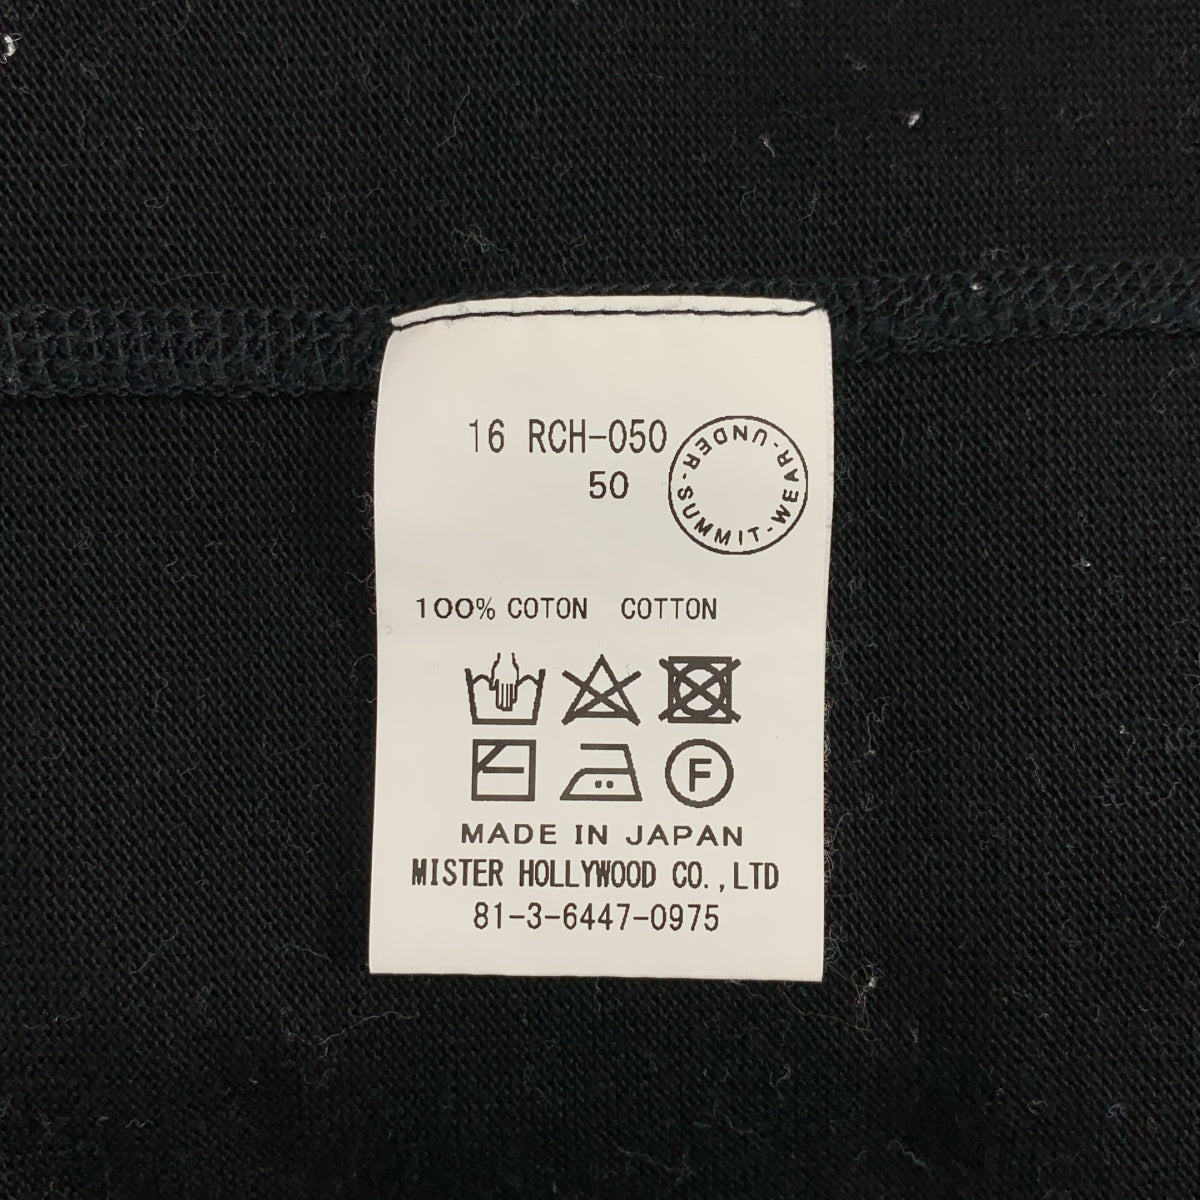 16 RCH-050
50
UNDER-SUMMIT-WEAR-
100% COTON COTTON
F
MADE IN JAPAN
MISTER HOLLYWOOD CO.,LTD
81-3-6447-0975